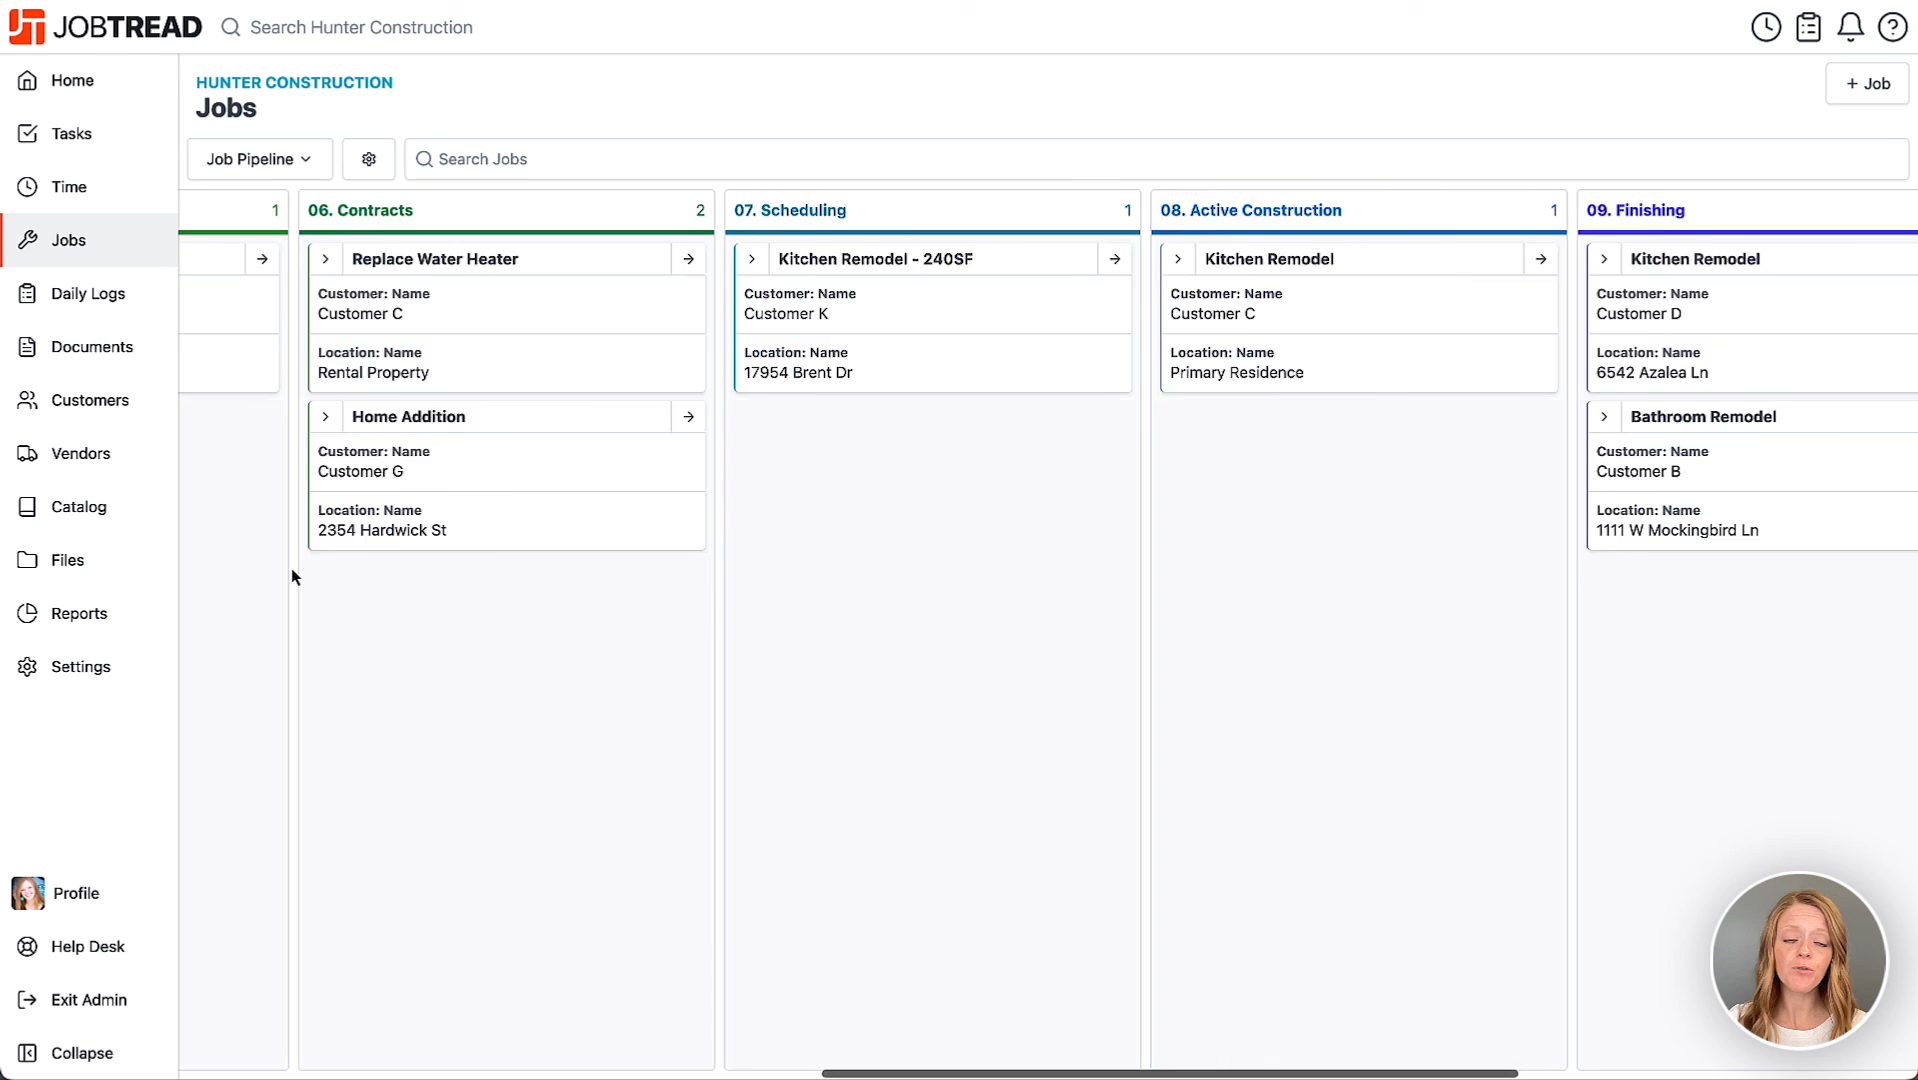 JOBTREAD
Search Hunter Construction
Home
Tasks
Time
Jobs
Daily Logs
Documents
Customers
Vendors
Catalog
Files
Reports
Settings
Profile
Help Desk
Exit Admin
Collapse
HUNTER CONSTRUCTION
Jobs
+ Job
Job Pipeline
Search Jobs
1
06. Contracts 2
Replace Water Heater
Customer: Name
Customer C
Location: Name
Rental Property
Home Addition
Customer: Name
Customer G
Location: Name
2354 Hardwick St
07. Scheduling 1
Kitchen Remodel - 240SF
Customer: Name
Customer K
Location: Name
17954 Brent Dr
08. Active Construction 1
Kitchen Remodel
Customer: Name
Customer C
Location: Name
Primary Residence
09. Finishing
Kitchen Remodel
Customer: Name
Customer D
Location: Name
6542 Azalea Ln
Bathroom Remodel
Customer: Name
Customer B
Location: Name
1111 W Mockingbird Ln